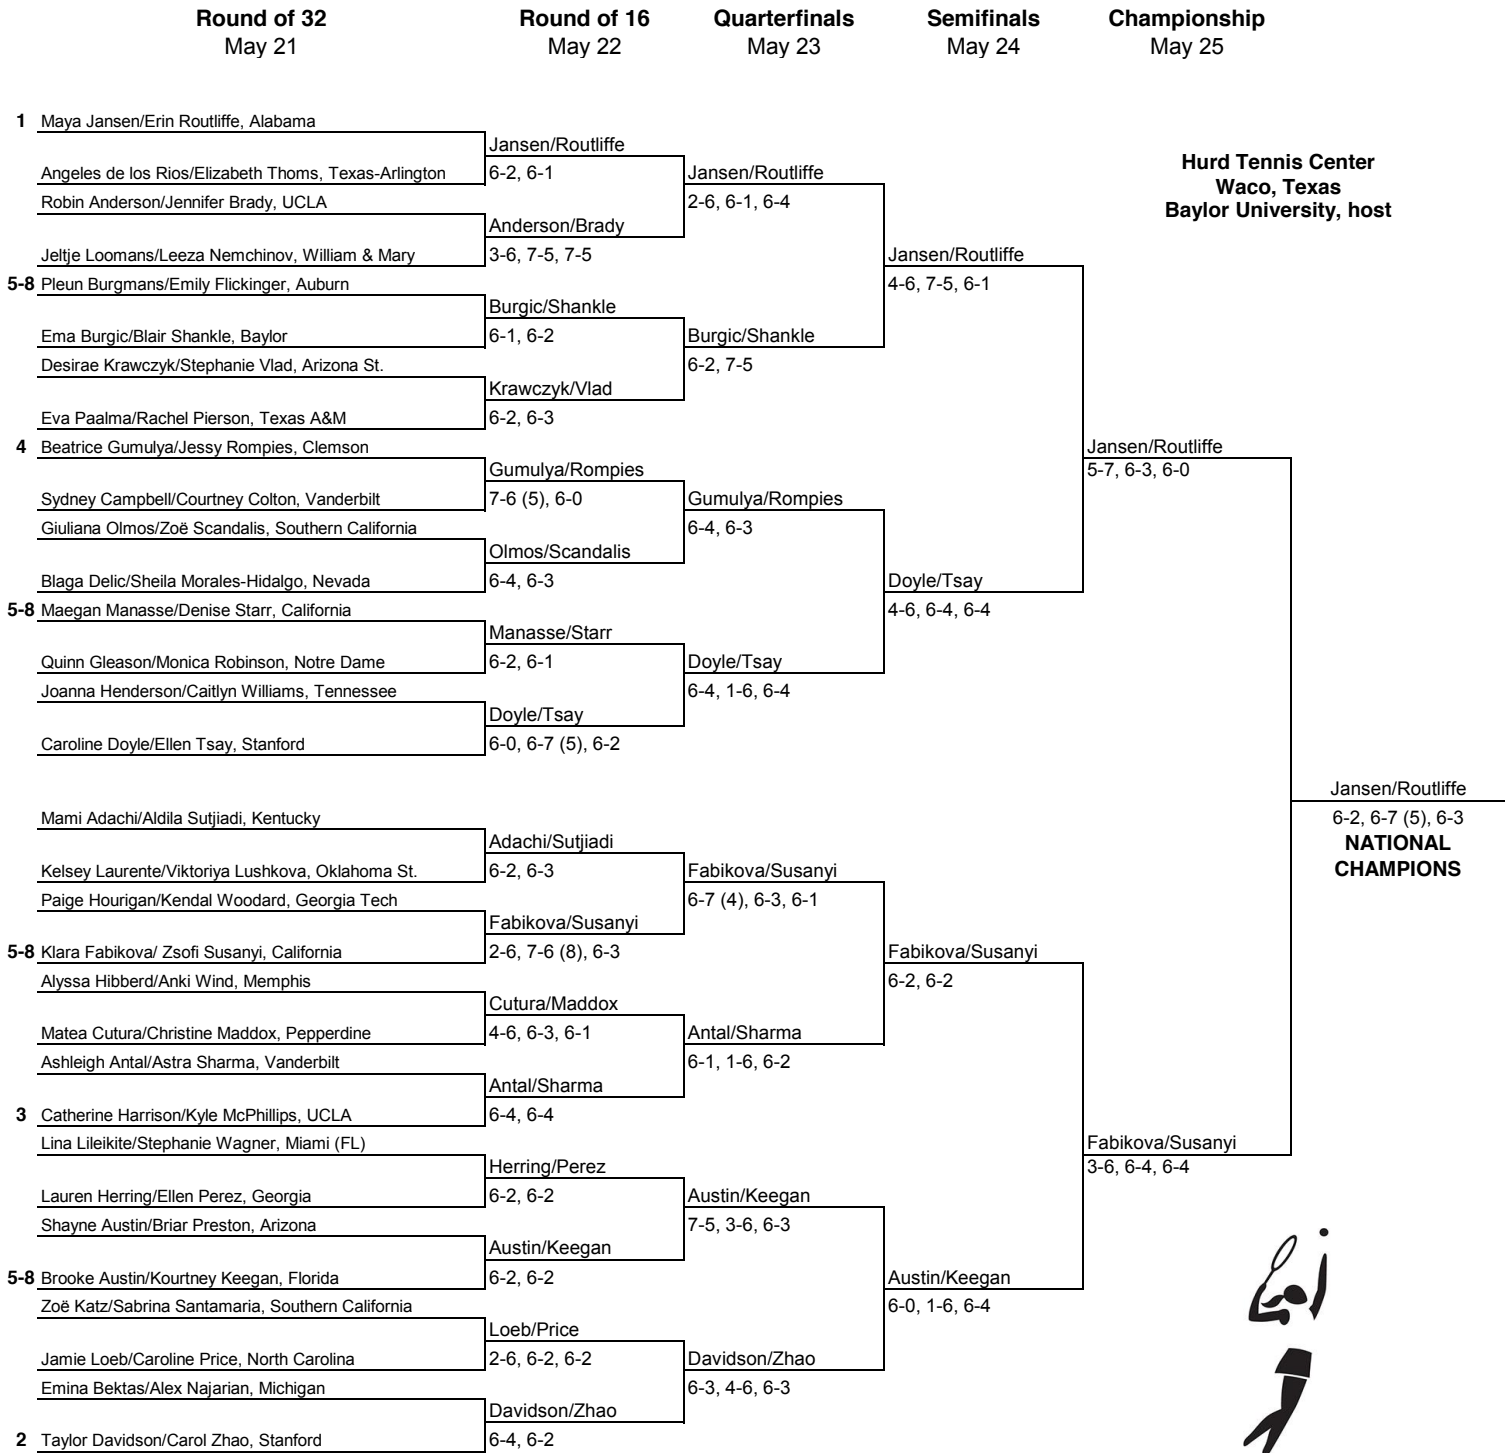 Round of 32
May 21
Round of 16
May 22
Quarterfinals
May 23
Semifinals
May 24
Championship
May 25
Hurd Tennis Center
Waco, Texas
Baylor University, host
1 Maya Jansen/Erin Routliffe, Alabama
Angeles de los Rios/Elizabeth Thoms, Texas-Arlington
Robin Anderson/Jennifer Brady, UCLA
Jeltje Loomans/Leeza Nemchinov, William & Mary
5-8 Pleun Burgmans/Emily Flickinger, Auburn
Ema Burgic/Blair Shankle, Baylor
Desirae Krawczyk/Stephanie Vlad, Arizona St.
Eva Paalma/Rachel Pierson, Texas A&M
4 Beatrice Gumulya/Jessy Rompies, Clemson
Sydney Campbell/Courtney Colton, Vanderbilt
Giuliana Olmos/Zoë Scandalis, Southern California
Blaga Delic/Sheila Morales-Hidalgo, Nevada
5-8 Maegan Manasse/Denise Starr, California
Quinn Gleason/Monica Robinson, Notre Dame
Joanna Henderson/Caitlyn Williams, Tennessee
Caroline Doyle/Ellen Tsay, Stanford
Mami Adachi/Aldila Sutjiadi, Kentucky
Kelsey Laurente/Viktoriya Lushkova, Oklahoma St.
Paige Hourigan/Kendal Woodard, Georgia Tech
5-8 Klara Fabikova/ Zsofi Susanyi, California
Alyssa Hibberd/Anki Wind, Memphis
Matea Cutura/Christine Maddox, Pepperdine
Ashleigh Antal/Astra Sharma, Vanderbilt
3 Catherine Harrison/Kyle McPhillips, UCLA
Lina Lileikite/Stephanie Wagner, Miami (FL)
Lauren Herring/Ellen Perez, Georgia
Shayne Austin/Briar Preston, Arizona
5-8 Brooke Austin/Kourtney Keegan, Florida
Zoë Katz/Sabrina Santamaria, Southern California
Jamie Loeb/Caroline Price, North Carolina
Emina Bektas/Alex Najarian, Michigan
2 Taylor Davidson/Carol Zhao, Stanford
Jansen/Routliffe
6-2, 6-1
Anderson/Brady
3-6, 7-5, 7-5
Burgic/Shankle
6-1, 6-2
Krawczyk/Vlad
6-2, 6-3
Gumulya/Rompies
7-6 (5), 6-0
Olmos/Scandalis
6-4, 6-3
Manasse/Starr
6-2, 6-1
Doyle/Tsay
6-0, 6-7 (5), 6-2
Adachi/Sutjiadi
6-2, 6-3
Fabikova/Susanyi
2-6, 7-6 (8), 6-3
Cutura/Maddox
4-6, 6-3, 6-1
Antal/Sharma
6-4, 6-4
Herring/Perez
6-2, 6-2
Austin/Keegan
6-2, 6-2
Loeb/Price
2-6, 6-2, 6-2
Davidson/Zhao
6-4, 6-2
Jansen/Routliffe
2-6, 6-1, 6-4
Burgic/Shankle
6-2, 7-5
Gumulya/Rompies
6-4, 6-3
Doyle/Tsay
6-4, 1-6, 6-4
Fabikova/Susanyi
6-7 (4), 6-3, 6-1
Antal/Sharma
6-1, 1-6, 6-2
Austin/Keegan
7-5, 3-6, 6-3
Davidson/Zhao
6-3, 4-6, 6-3
Jansen/Routliffe
4-6, 7-5, 6-1
Doyle/Tsay
4-6, 6-4, 6-4
Fabikova/Susanyi
6-2, 6-2
Austin/Keegan
6-0, 1-6, 6-4
Jansen/Routliffe
5-7, 6-3, 6-0
Fabikova/Susanyi
3-6, 6-4, 6-4
Jansen/Routliffe
6-2, 6-7 (5), 6-3
NATIONAL
CHAMPIONS